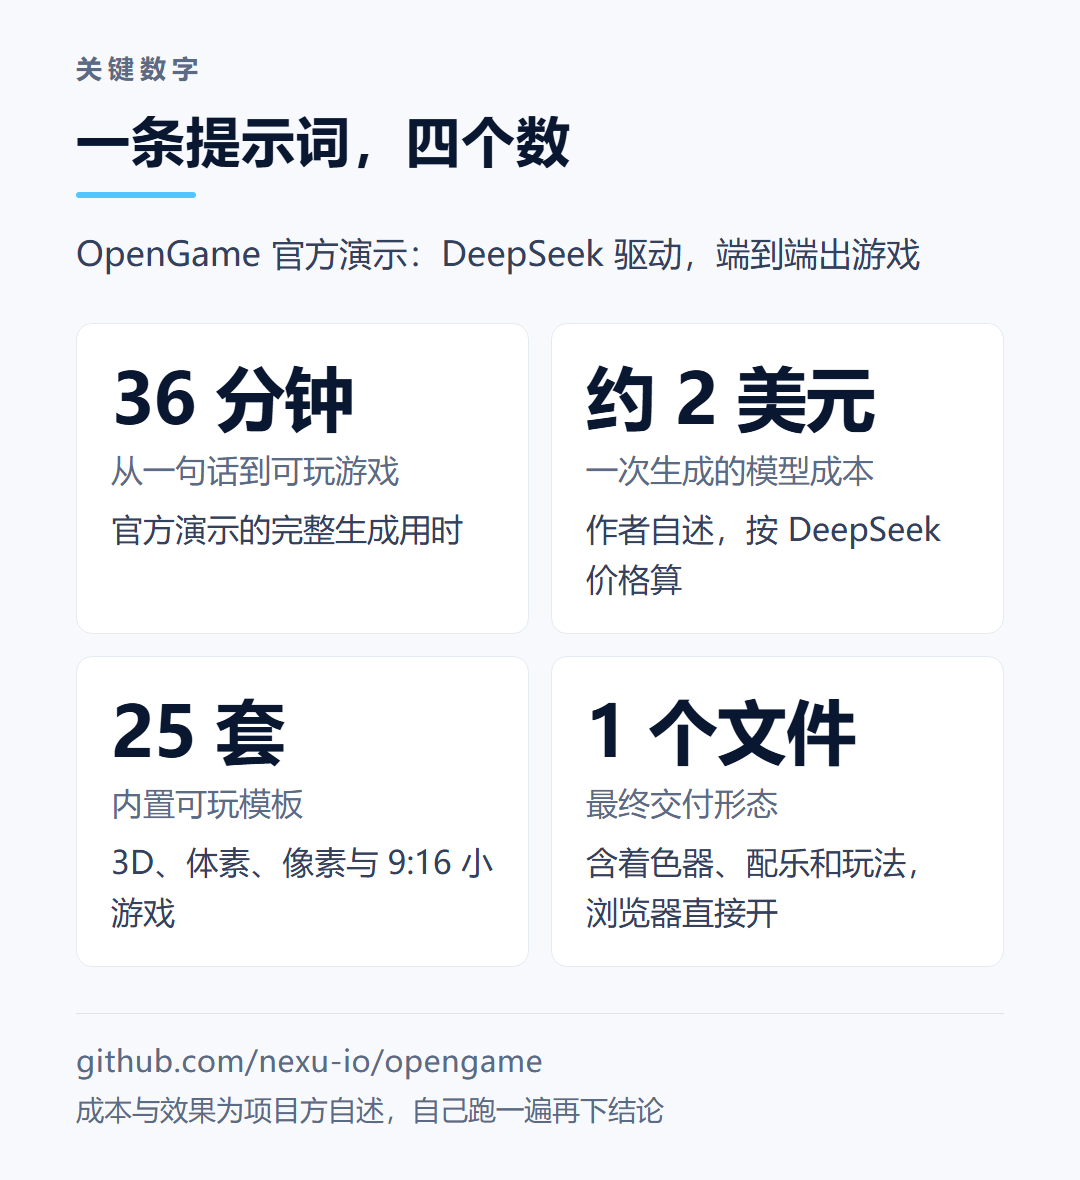 关键数字
一条提示词，四个数
OpenGame 官方演示：DeepSeek 驱动，端到端出游戏
36 分钟
从一句话到可玩游戏
官方演示的完整生成用时
约 2 美元
一次生成的模型成本
作者自述，按 DeepSeek
价格算
25 套
内置可玩模板
3D、体素、像素与 9:16 小
游戏
1 个文件
最终交付形态
含着色器、配乐和玩法，
浏览器直接开
github.com/nexu-io/opengame
成本与效果为项目方自述，自己跑一遍再下结论